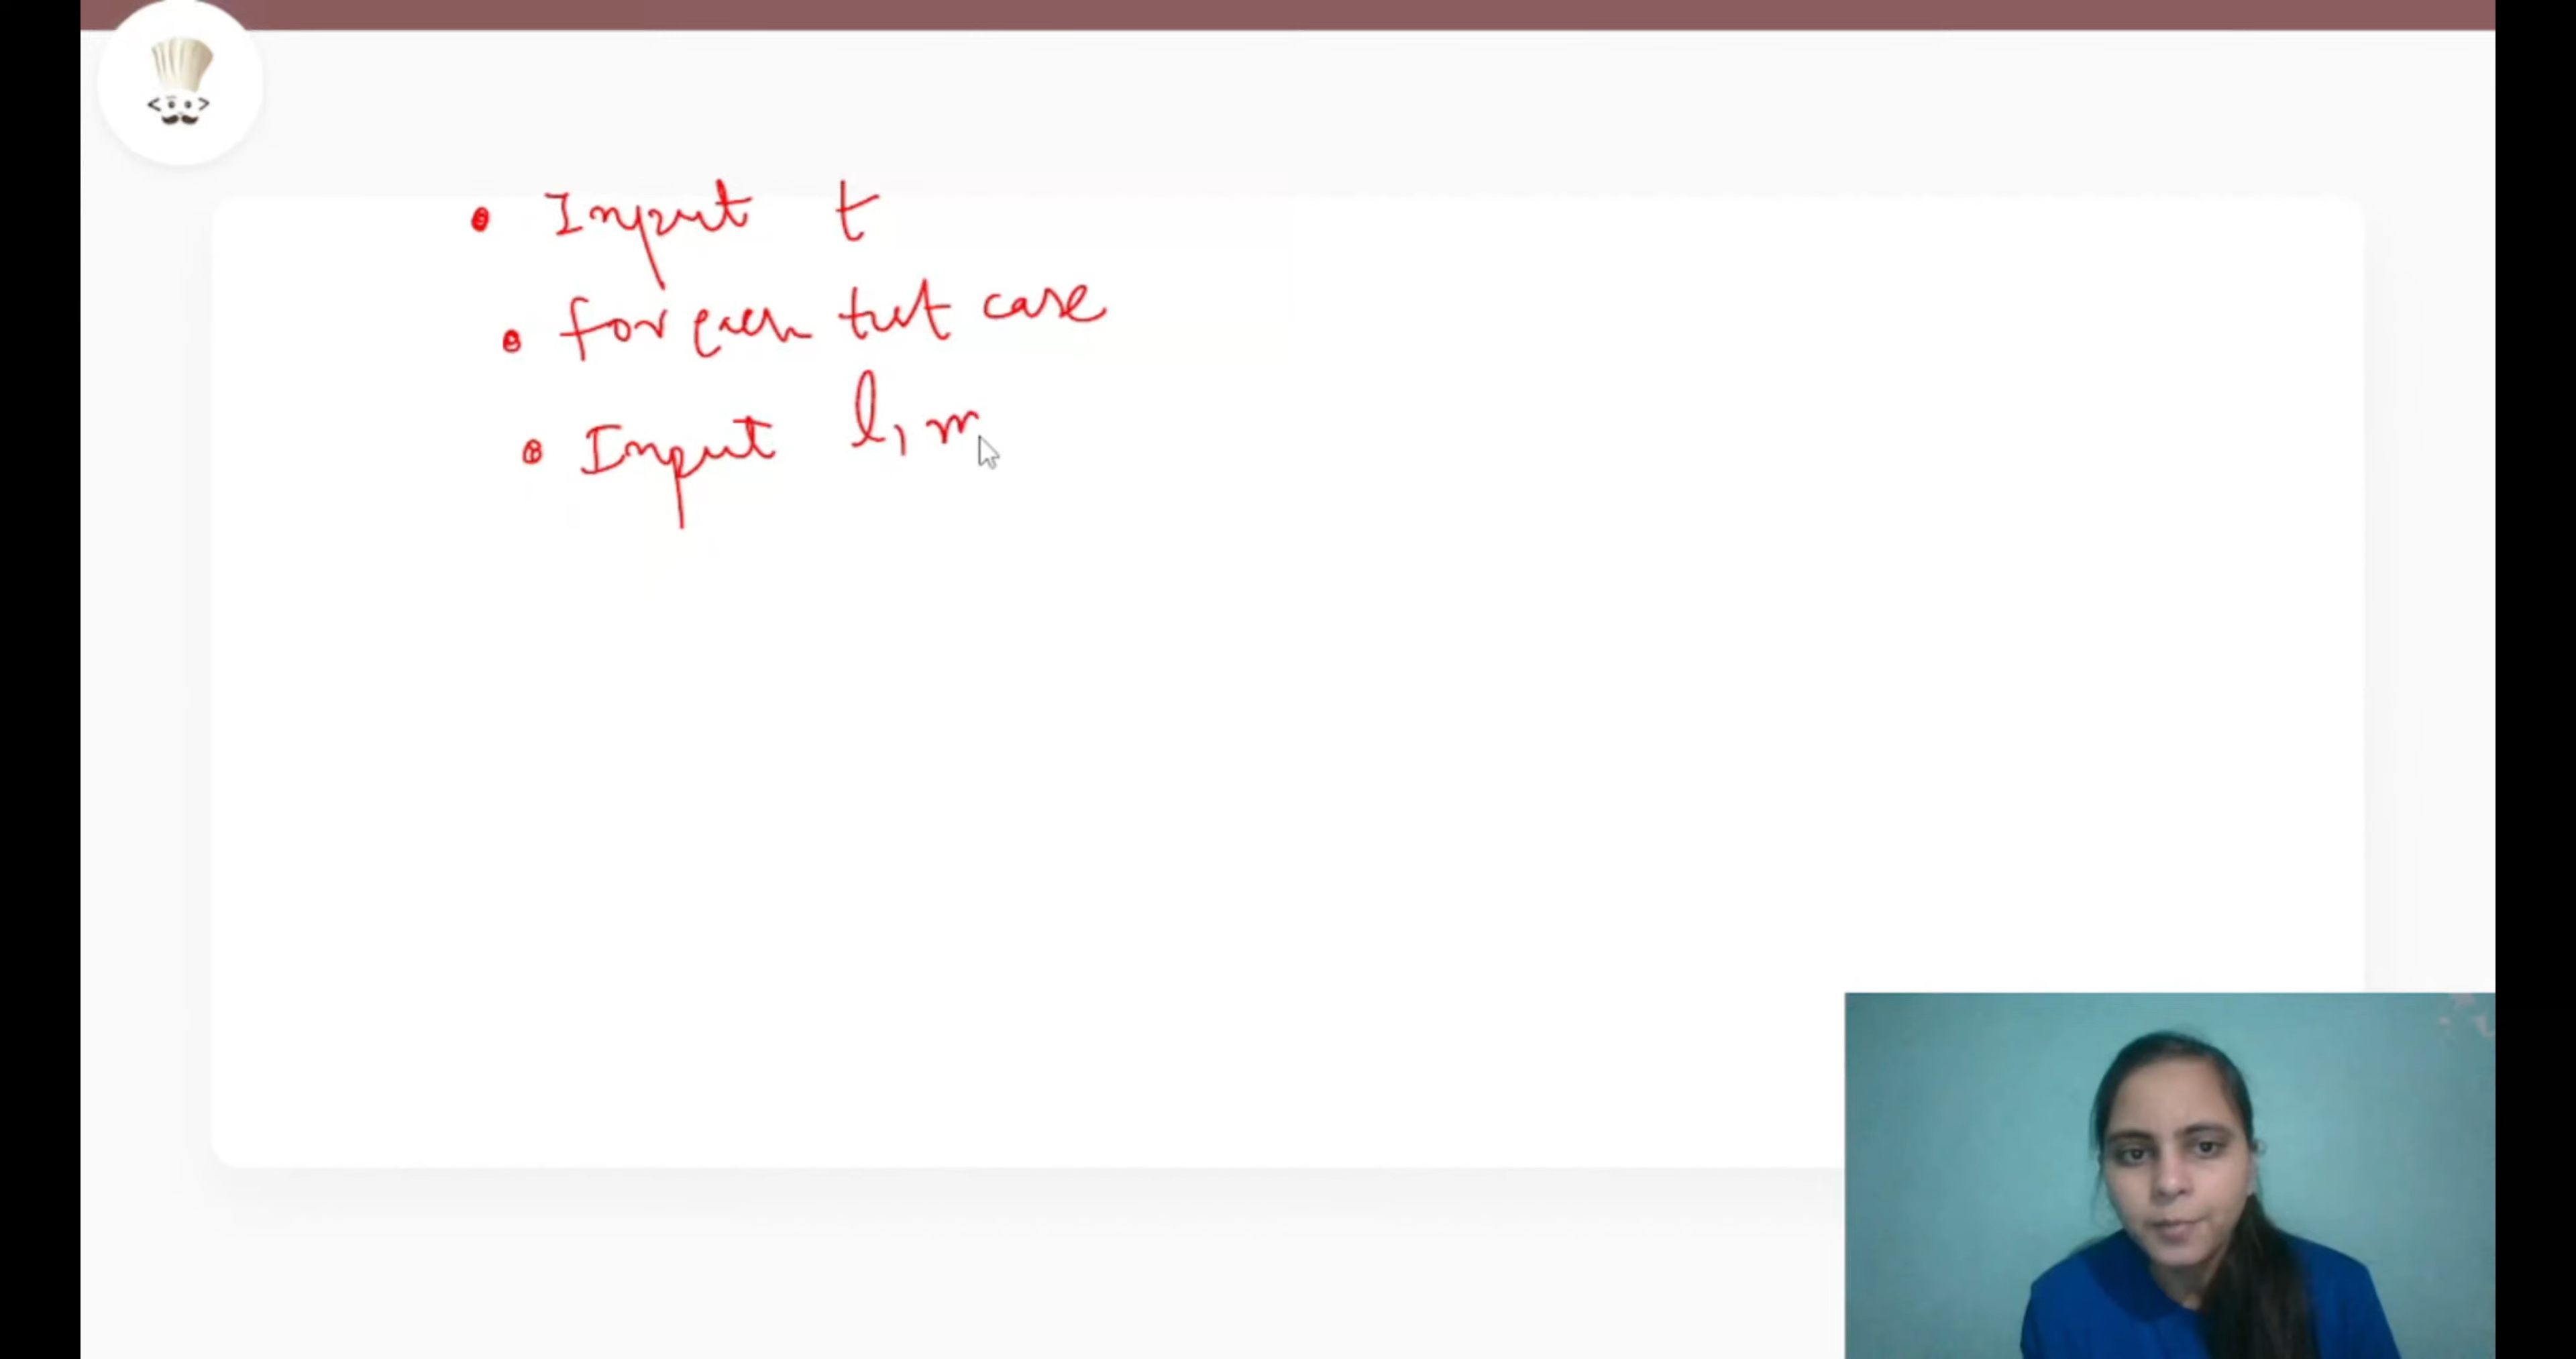 • Input t
• for each test case
• Input l, m